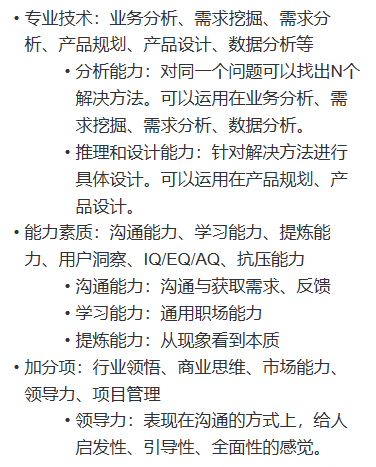 • 专业技术：业务分析、需求挖掘、需求分
析、产品规划、产品设计、数据分析等
• 分析能力：对同一个问题可以找出N个
解决方法。可以运用在业务分析、需
求挖掘、需求分析、数据分析。
• 推理和设计能力：针对解决方法进行
具体设计。可以运用在产品规划、产
品设计。
• 能力素质：沟通能力、学习能力、提炼能
力、用户洞察、IQ/EQ/AQ、抗压能力
• 沟通能力：沟通与获取需求、反馈
• 学习能力：通用职场能力
• 提炼能力：从现象看到本质
• 加分项：行业领悟、商业思维、市场能力、
领导力、项目管理
• 领导力：表现在沟通的方式上，给人
启发性、引导性、全面性的感觉。